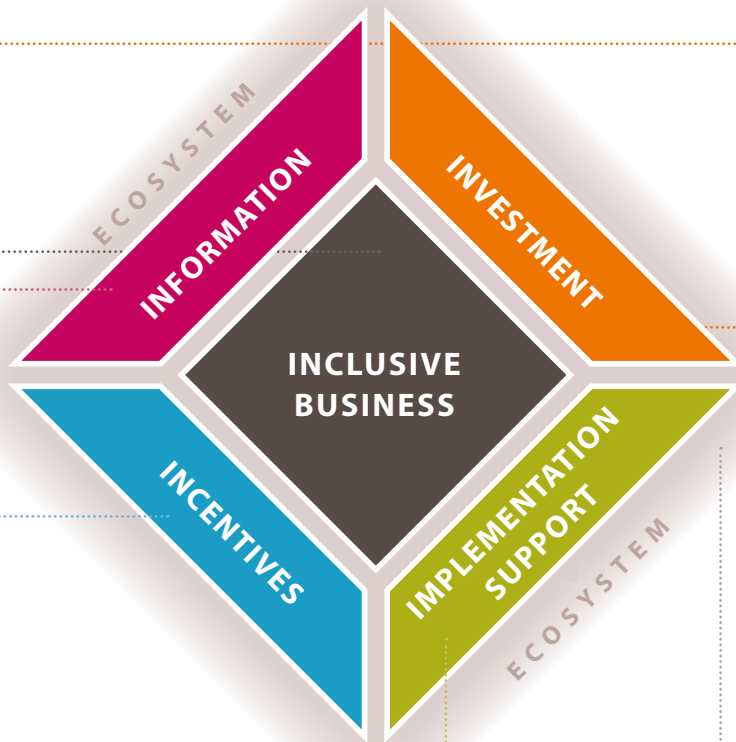 ECOSYSTEM
INFORMATION
INVESTMENT
INCLUSIVE
BUSINESS
INCENTIVES
IMPLEMENTATION
SUPPORT
ECOSYSTEM